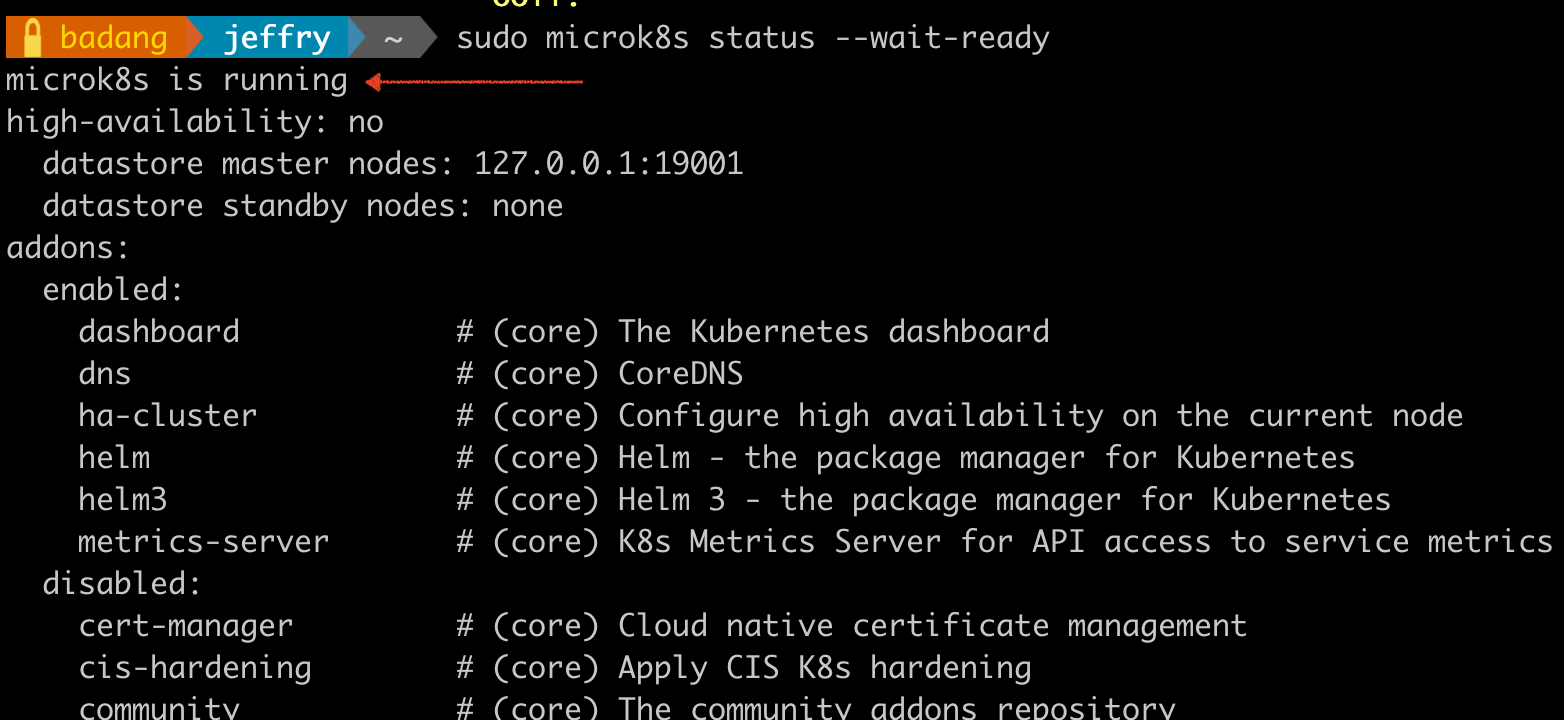 badang jeffry ~ sudo microk8s status --wait-ready
microk8s is running
high-availability: no
  datastore master nodes: 127.0.0.1:19001
  datastore standby nodes: none
addons:
  enabled:
    dashboard            # (core) The Kubernetes dashboard
    dns                  # (core) CoreDNS
    ha-cluster           # (core) Configure high availability on the current node
    helm                 # (core) Helm - the package manager for Kubernetes
    helm3                # (core) Helm 3 - the package manager for Kubernetes
    metrics-server       # (core) K8s Metrics Server for API access to service metrics
  disabled:
    cert-manager         # (core) Cloud native certificate management
    cis-hardening        # (core) Apply CIS K8s hardening
    community            # (core) The community addons repository